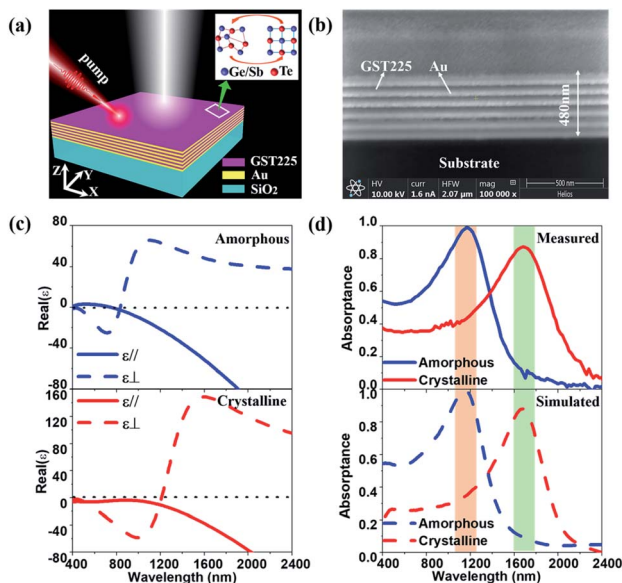 (a)
pump
Ge/Sb
Te
GST225
Au
SiO2
Z
Y
X
(b)
GST225
Au
480nm
Substrate
HV
curr
HFW
mag
10.00 kV
1.6 nA
2.07 μm
100 000 x
500 nm
Helios
(c)
Amorphous
Real(ε)
80
40
0
-40
-80
ε//
ε⊥
Crystalline
Real(ε)
160
120
80
40
0
-40
-80
ε//
ε⊥
400 800 1200 1600 2000 2400
Wavelength (nm)
(d)
Measured
Absorptance
1.0
0.8
0.6
0.4
0.2
0.0
Amorphous
Crystalline
Simulated
Absorptance
0.8
0.6
0.4
0.2
0.0
Amorphous
Crystalline
400 800 1200 1600 2000 2400
Wavelength (nm)